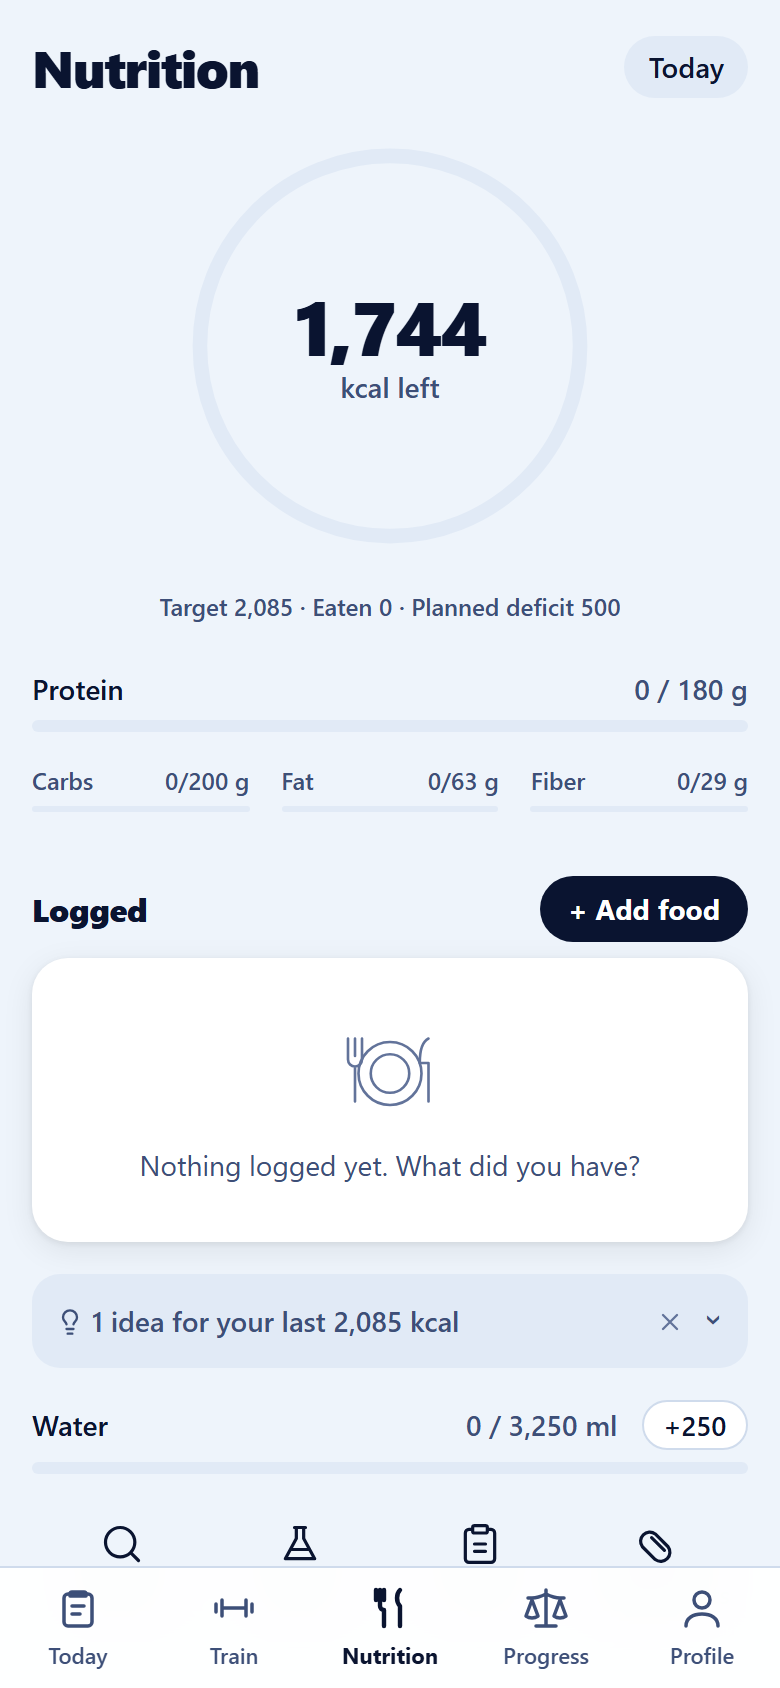 Nutrition
Today
1,744
kcal left
Target 2,085 · Eaten 0 · Planned deficit 500
Protein 0 / 180 g
Carbs 0/200 g Fat 0/63 g Fiber 0/29 g
Logged + Add food
Nothing logged yet. What did you have?
1 idea for your last 2,085 kcal
Water 0 / 3,250 ml +250
Today Train Nutrition Progress Profile